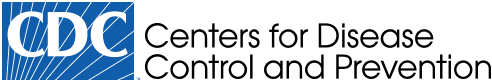 CDC
Centers for Disease
Control and Prevention